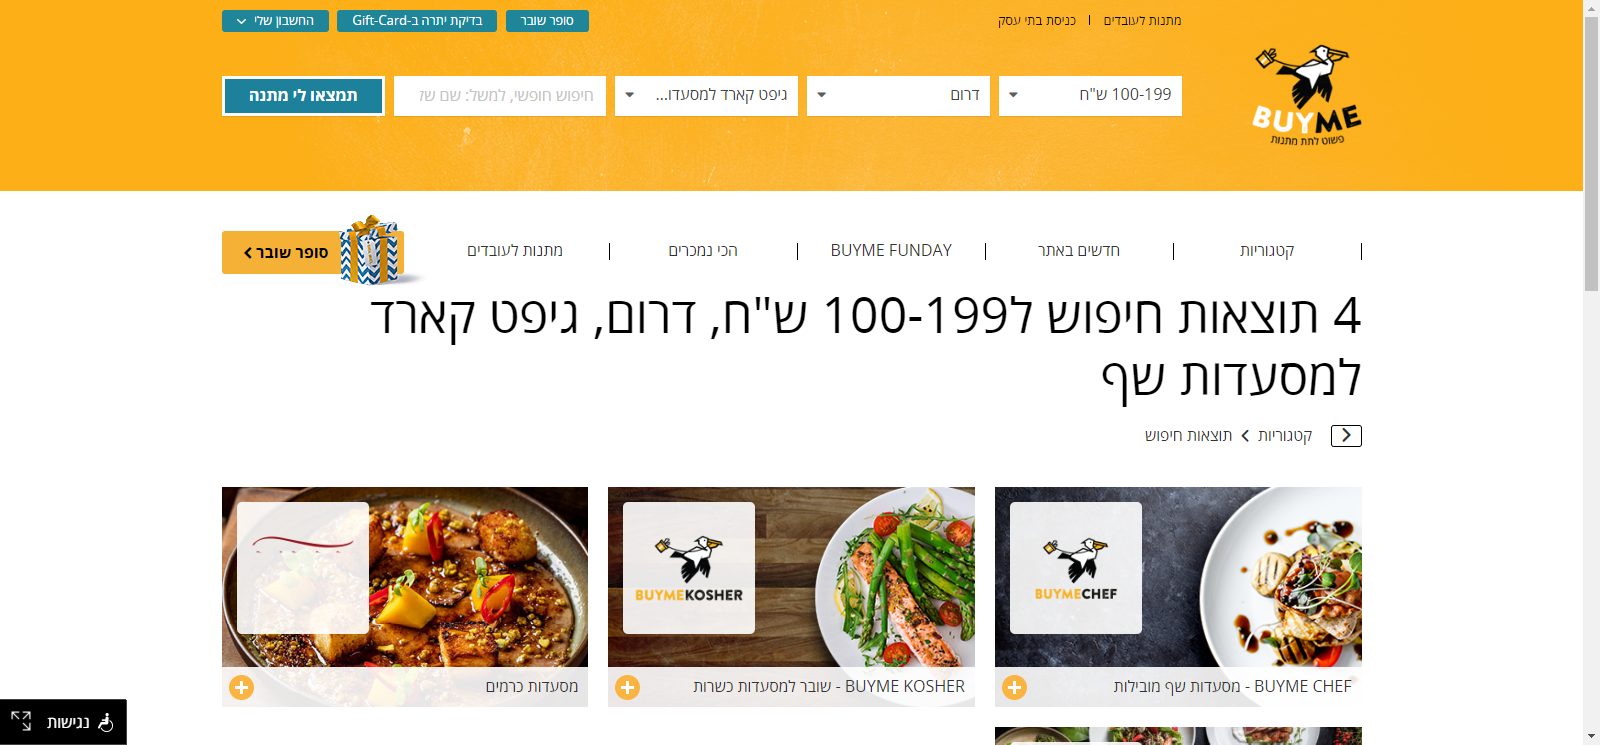 מתנות לעובדים
כניסת בתי עסק
סופר שובר
בדיקת יתרה ב-Gift-Card
החשבון שלי
BUYME
פשוט לתת מתנות
100-199 ש"ח
דרום
גיפט קארד למסעדו...
חיפוש חופשי, למשל: שם של
תמצאו לי מתנה
קטגוריות
חדשים באתר
BUYME FUNDAY
הכי נמכרים
מתנות לעובדים
סופר שובר
4 תוצאות חיפוש ל100-199 ש"ח, דרום, גיפט קארד
למסעדות שף
קטגוריות
תוצאות חיפוש
BUYMECHEF
BUYME CHEF - מסעדות שף מובילות
BUYMEKOSHER
BUYME KOSHER - שובר למסעדות כשרות
מסעדות כרמים
נגישות